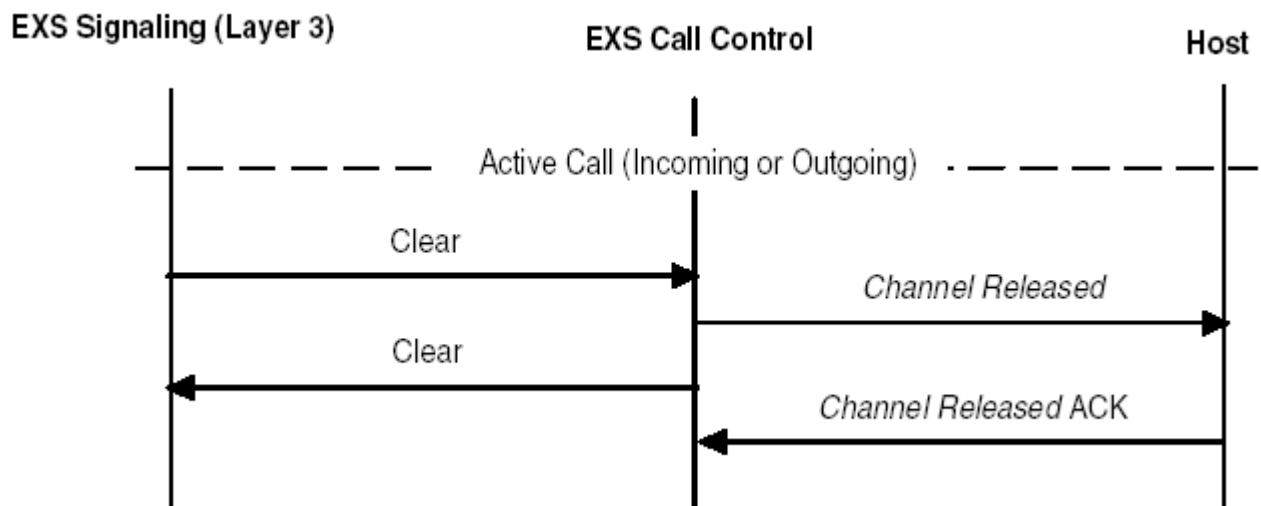 EXS Signaling (Layer 3)
EXS Call Control
Host
Active Call (Incoming or Outgoing)
Clear
Channel Released
Clear
Channel Released ACK